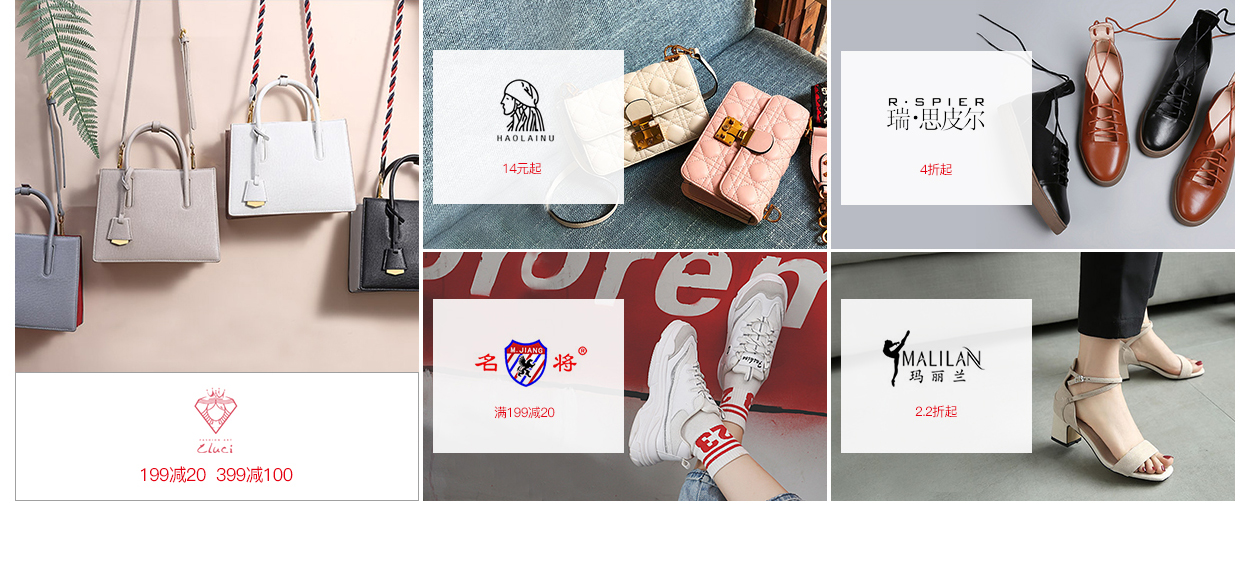 FASHION ART
Cluci
199减20 399减100
HAOLAINU
14元起
R·SPIER
瑞·思皮尔
4折起
orem
名 M.JIANG 将®
满199减20
MALILAN
玛丽兰
2.2折起